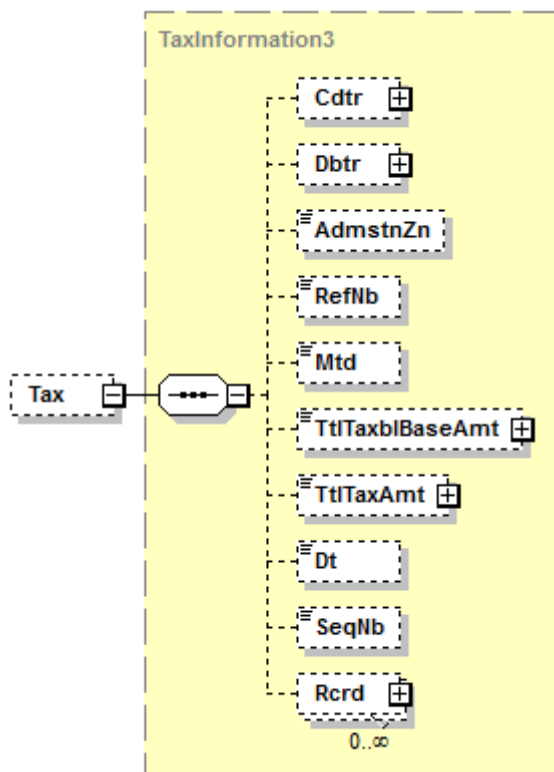 TaxInformation3
Cdtr
Dbtr
AdmstnZn
RefNb
Mtd
Tax
TtlTaxblBaseAmt
TtlTaxAmt
Dt
SeqNb
Rcrd
0..∞